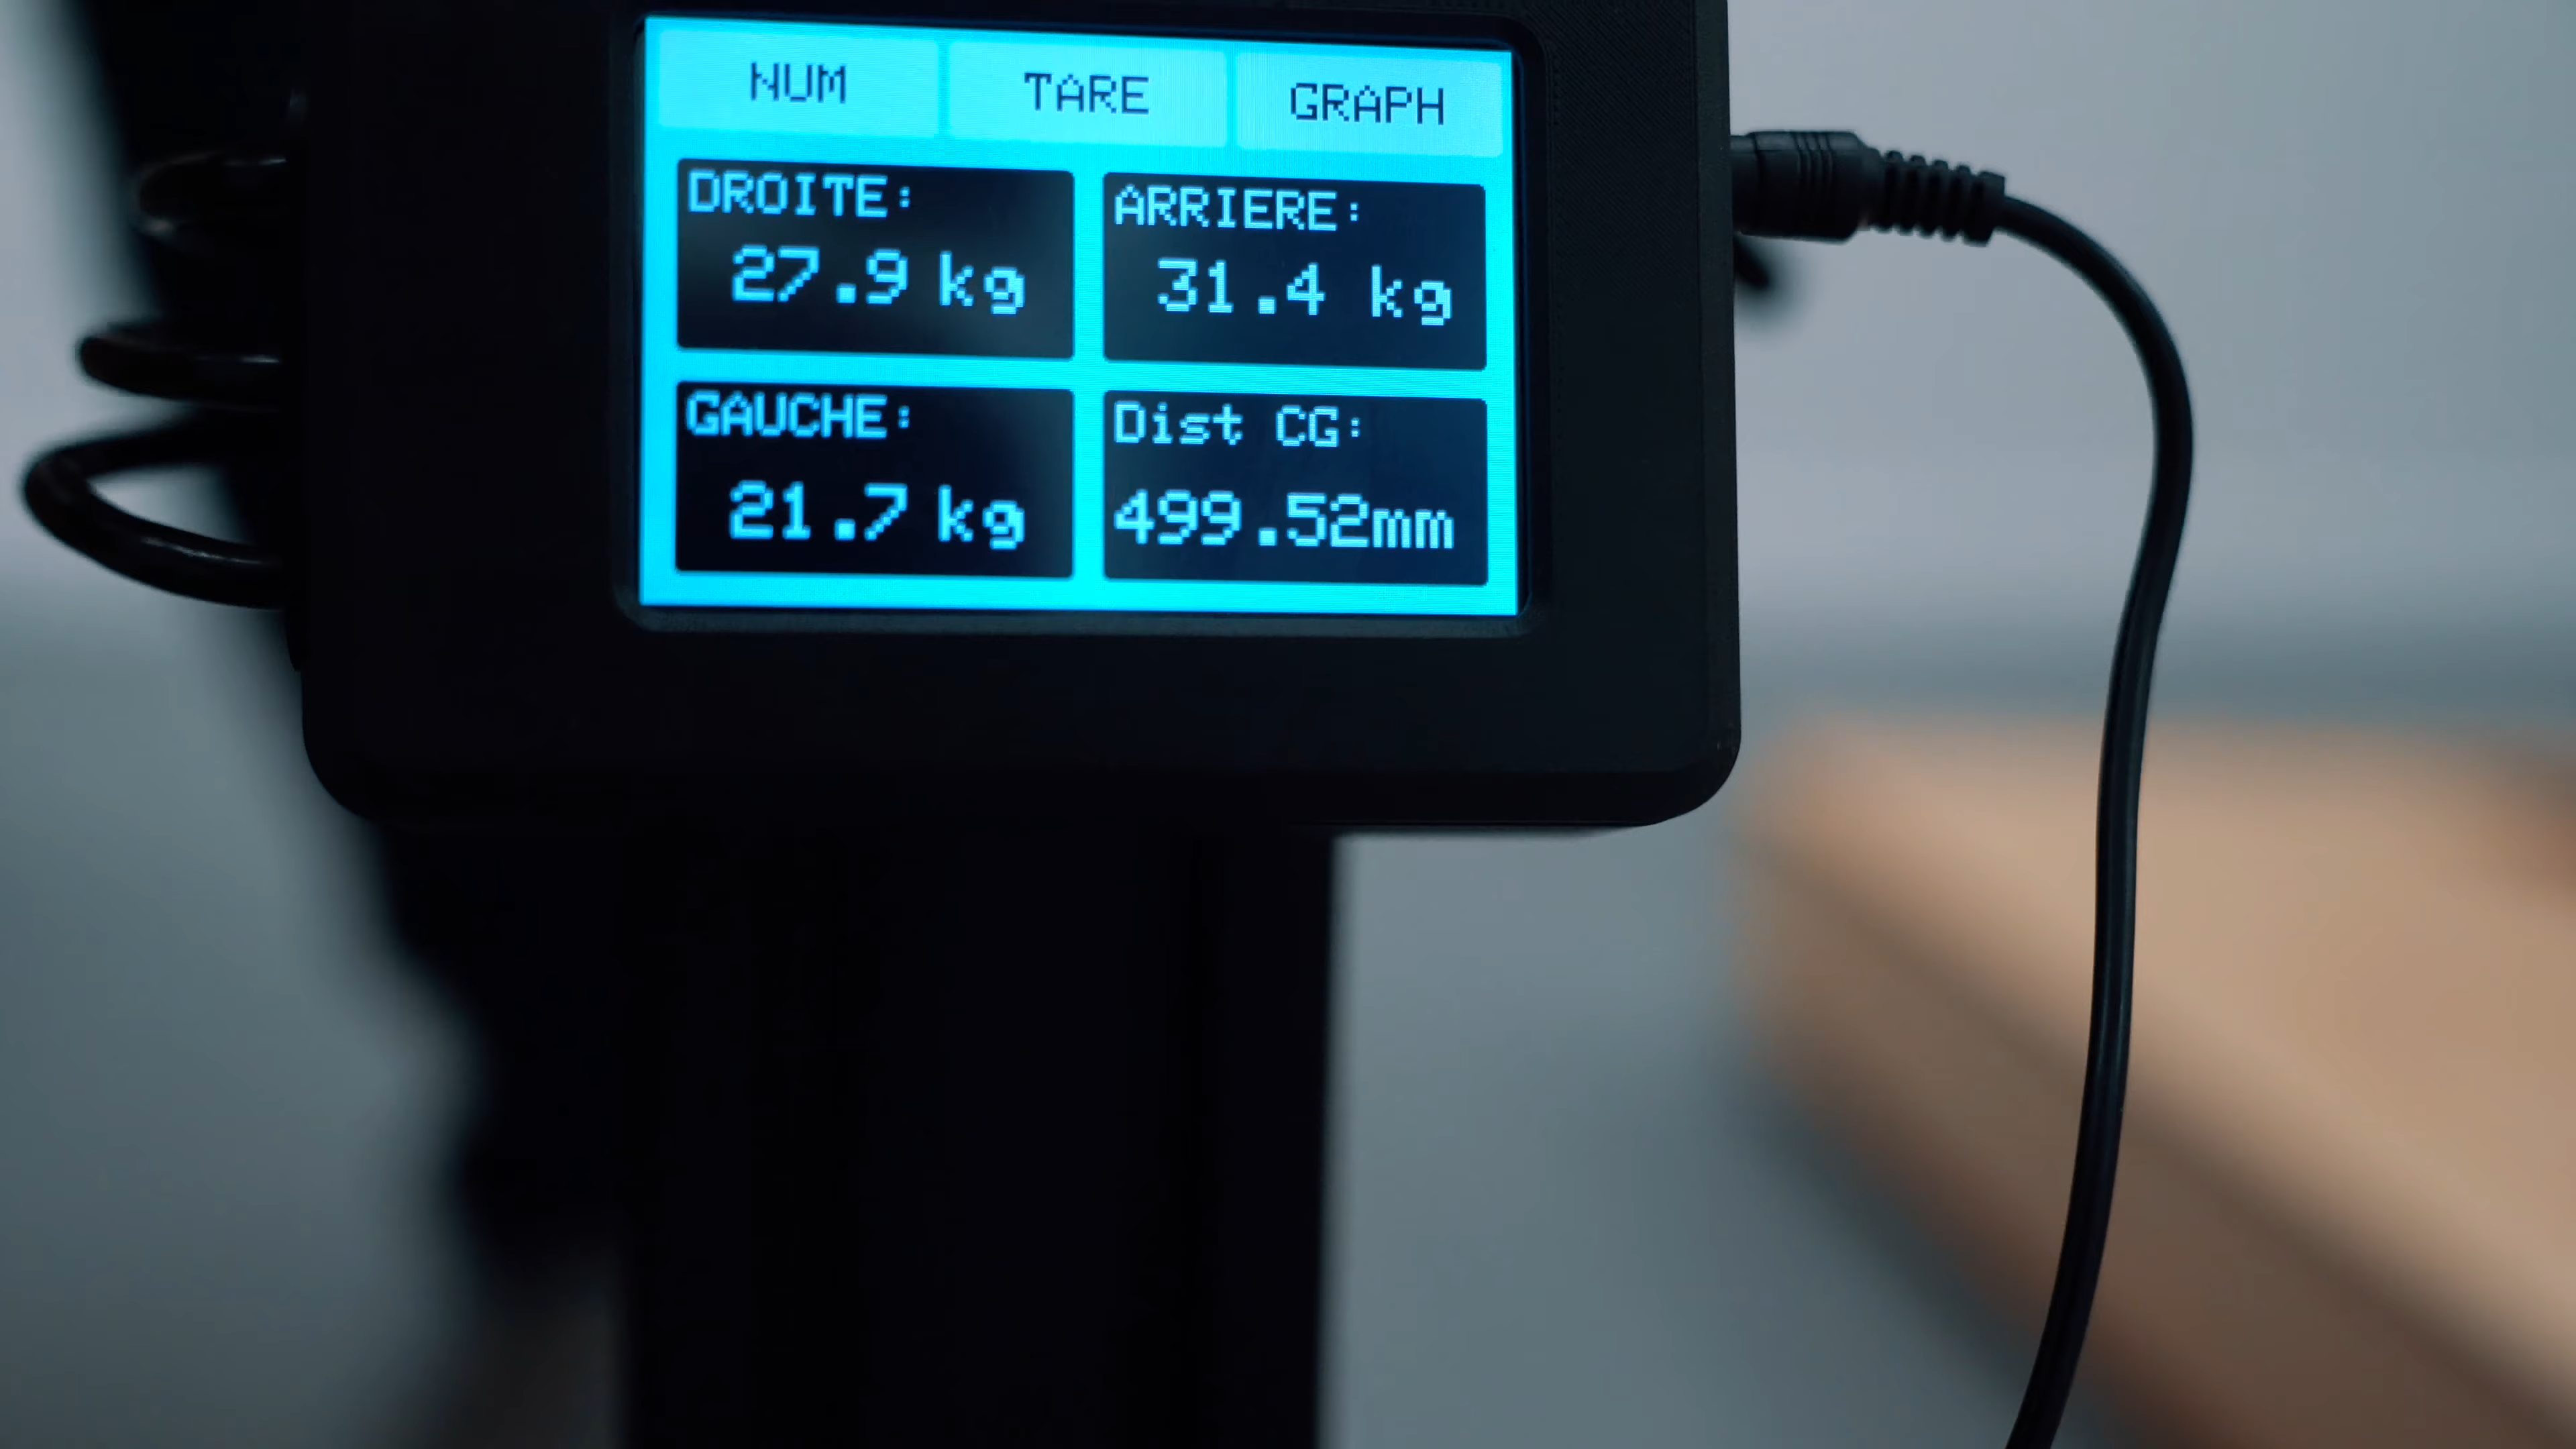 NUM TARE GRAPH
DROITE:
27.9 kg
ARRIERE:
31.4 kg
GAUCHE:
21.7 kg
Dist CG:
499.52mm